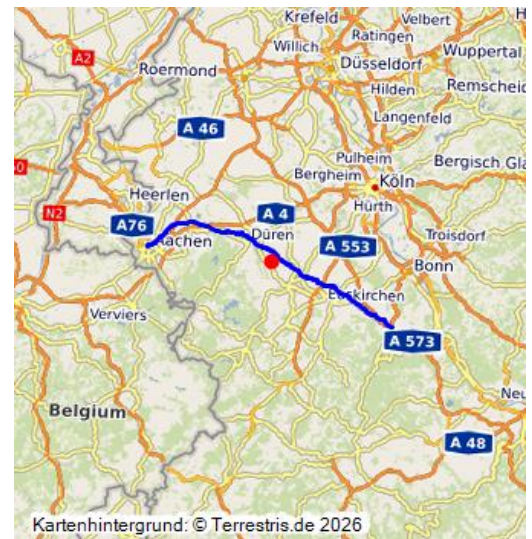 Krefeld
Velbert
A2
Willich
Ratingen
Roermond
Düsseldorf
Wuppertal
Hilden
Remscheid
Langenfeld
A 46
Pulheim
Bergheim
Bergisch Gla
Köln
Heerlen
Hürth
N2
A 4
A76
Düren
Troisdorf
Aachen
A 553
Bonn
Euskirchen
Verviers
A 573
Neu
Belgium
A 48
Kartenhintergrund: © Terrestris.de 2026